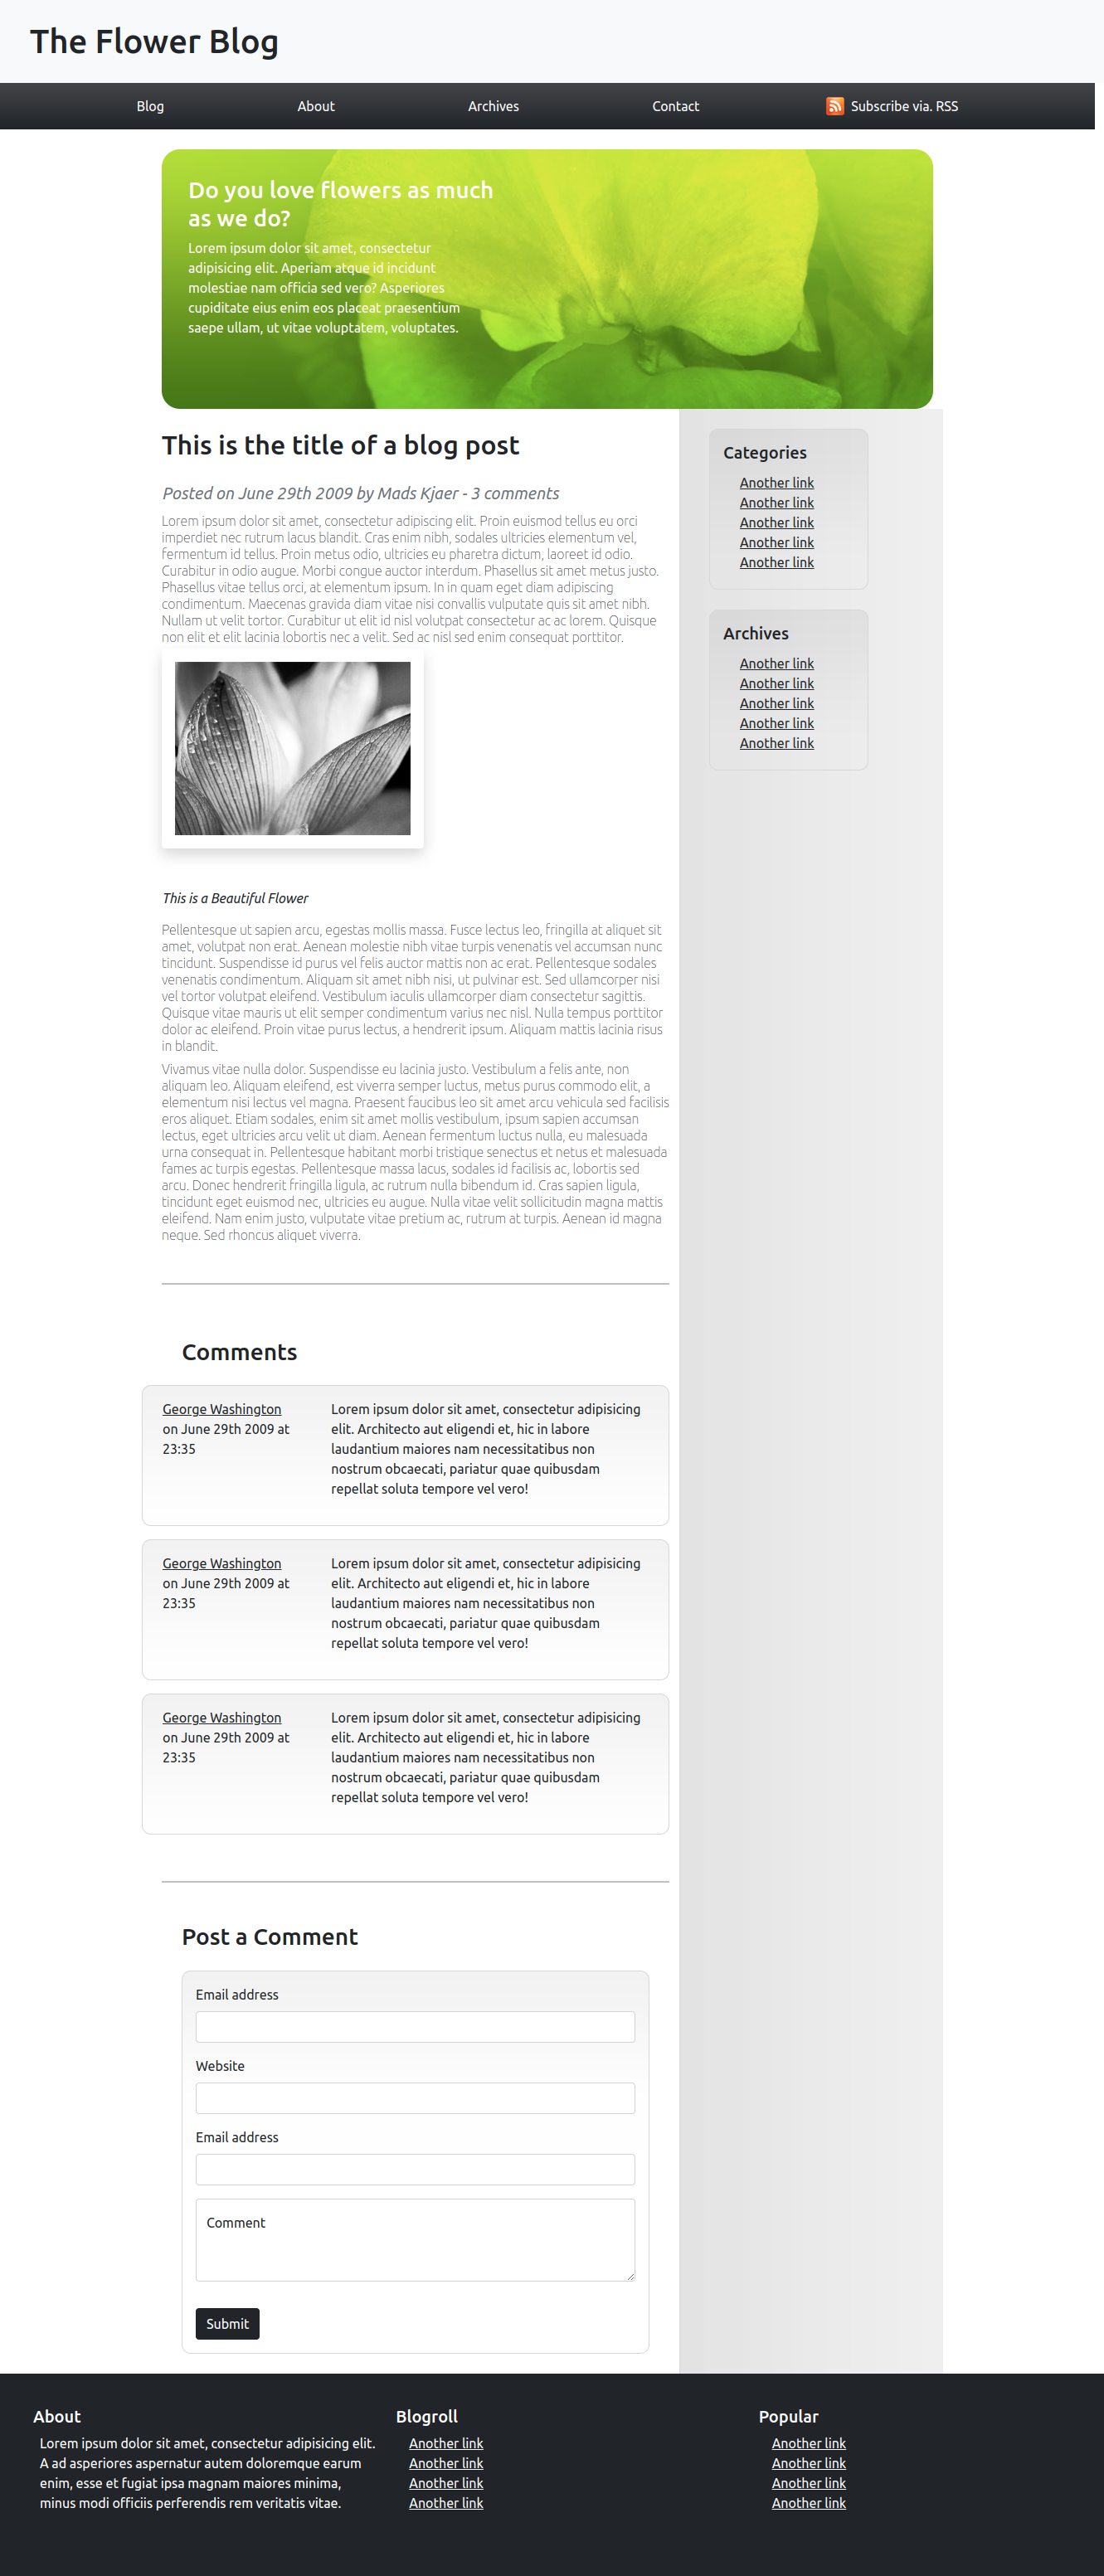 The Flower Blog
Blog About Archives Contact Subscribe via. RSS
Do you love flowers as much
as we do?
Lorem ipsum dolor sit amet, consectetur
adipisicing elit. Aperiam atque id incidunt
molestiae nam officia sed vero? Asperiores
cupiditate eius enim eos placeat praesentium
saepe ullam, ut vitae voluptatem, voluptates.
This is the title of a blog post
Posted on June 29th 2009 by Mads Kjaer - 3 comments
Lorem ipsum dolor sit amet, consectetur adipiscing elit. Proin euismod tellus eu orci
imperdiet nec rutrum lacus blandit. Cras enim nibh, sodales ultricies elementum vel,
fermentum id tellus. Proin metus odio, ultricies eu pharetra dictum, laoreet id odio.
Curabitur in odio augue. Morbi congue auctor interdum. Phasellus sit amet metus justo.
Phasellus vitae tellus orci, at elementum ipsum. In in quam eget diam adipiscing
condimentum. Maecenas gravida diam vitae nisi convallis vulputate quis sit amet nibh.
Nullam ut velit tortor. Curabitur ut elit id nisl volutpat consectetur ac ac lorem. Quisque
non elit et elit lacinia lobortis nec a velit. Sed ac nisl sed enim consequat porttitor.
This is a Beautiful Flower
Pellentesque ut sapien arcu, egestas mollis massa. Fusce lectus leo, fringilla at aliquet sit
amet, volutpat non erat. Aenean molestie nibh vitae turpis venenatis vel accumsan nunc
tincidunt. Suspendisse id purus vel felis auctor mattis non ac erat. Pellentesque sodales
venenatis condimentum. Aliquam sit amet nibh nisi, ut pulvinar est. Sed ullamcorper nisi
vel tortor volutpat eleifend. Vestibulum iaculis ullamcorper diam consectetur sagittis.
Quisque vitae mauris ut elit semper condimentum varius nec nisl. Nulla tempus porttitor
dolor ac eleifend. Proin vitae purus lectus, a hendrerit ipsum. Aliquam mattis lacinia risus
in blandit.
Vivamus vitae nulla dolor. Suspendisse eu lacinia justo. Vestibulum a felis ante, non
aliquam leo. Aliquam eleifend, est viverra semper luctus, metus purus commodo elit, a
elementum nisi lectus vel magna. Praesent faucibus leo sit amet arcu vehicula sed facilisis
eros aliquet. Etiam sodales, enim sit amet mollis vestibulum, ipsum sapien accumsan
lectus, eget ultricies arcu velit ut diam. Aenean fermentum luctus nulla, eu malesuada
urna consequat in. Pellentesque habitant morbi tristique senectus et netus et malesuada
fames ac turpis egestas. Pellentesque massa lacus, sodales id facilisis ac, lobortis sed
arcu. Donec hendrerit fringilla ligula, ac rutrum nulla bibendum id. Cras sapien ligula,
tincidunt eget euismod nec, ultricies eu augue. Nulla vitae velit sollicitudin magna mattis
eleifend. Nam enim justo, vulputate vitae pretium ac, rutrum at turpis. Aenean id magna
neque. Sed rhoncus aliquet viverra.
Categories
Another link
Another link
Another link
Another link
Another link
Archives
Another link
Another link
Another link
Another link
Another link
Comments
George Washington
on June 29th 2009 at
23:35
Lorem ipsum dolor sit amet, consectetur adipisicing
elit. Architecto aut eligendi et, hic in labore
laudantium maiores nam necessitatibus non
nostrum obcaecati, pariatur quae quibusdam
repellat soluta tempore vel vero!
George Washington
on June 29th 2009 at
23:35
Lorem ipsum dolor sit amet, consectetur adipisicing
elit. Architecto aut eligendi et, hic in labore
laudantium maiores nam necessitatibus non
nostrum obcaecati, pariatur quae quibusdam
repellat soluta tempore vel vero!
George Washington
on June 29th 2009 at
23:35
Lorem ipsum dolor sit amet, consectetur adipisicing
elit. Architecto aut eligendi et, hic in labore
laudantium maiores nam necessitatibus non
nostrum obcaecati, pariatur quae quibusdam
repellat soluta tempore vel vero!
Post a Comment
Email address
Website
Email address
Comment
Submit
About
Lorem ipsum dolor sit amet, consectetur adipisicing elit.
A ad asperiores aspernatur autem doloremque earum
enim, esse et fugiat ipsa magnam maiores minima,
minus modi officiis perferendis rem veritatis vitae.
Blogroll
Another link
Another link
Another link
Another link
Popular
Another link
Another link
Another link
Another link